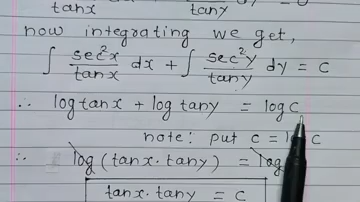 tanx tany
now integrating we get,
∫ sec²x/tanx dx + ∫ sec²y/tany dy = c
∴ log tanx + log tany = log c
note: put c = log c
∴ log (tanx · tany) = log
tanx · tany = c